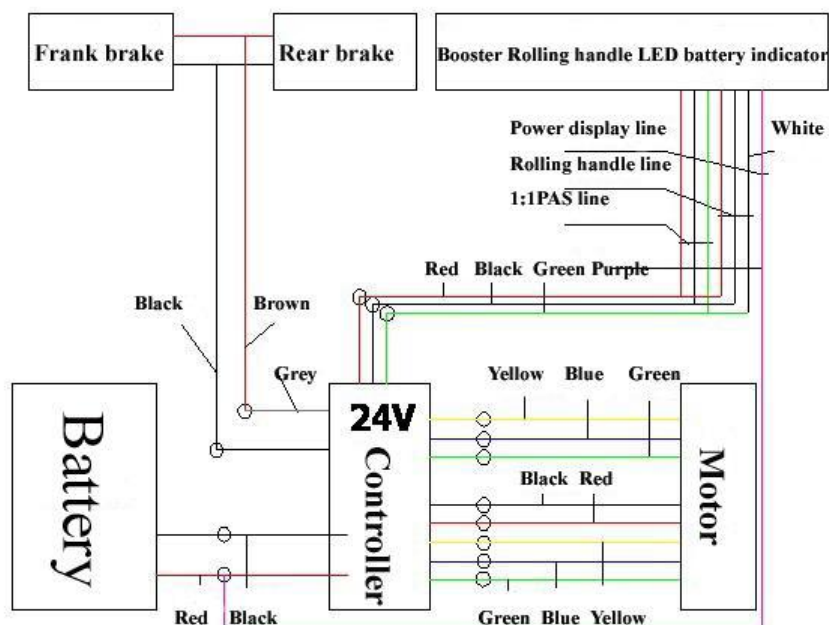 Frank brake
Rear brake
Booster Rolling handle LED battery indicator
Power display line
White
Rolling handle line
1:1PAS line
Red Black Green Purple
Black
Brown
Grey
Yellow Blue Green
24V
Battery
Controller
Motor
Black Red
Red Black
Green Blue Yellow